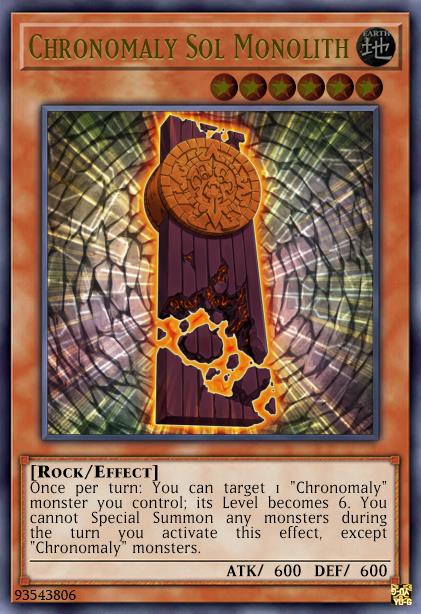 Chronomaly Sol Monolith
EARTH
地
[Rock/Effect]
Once per turn: You can target 1 "Chronomaly"
monster you control; its Level becomes 6. You
cannot Special Summon any monsters during
the turn you activate this effect, except
"Chronomaly" monsters.
ATK/ 600 DEF/ 600
93543806